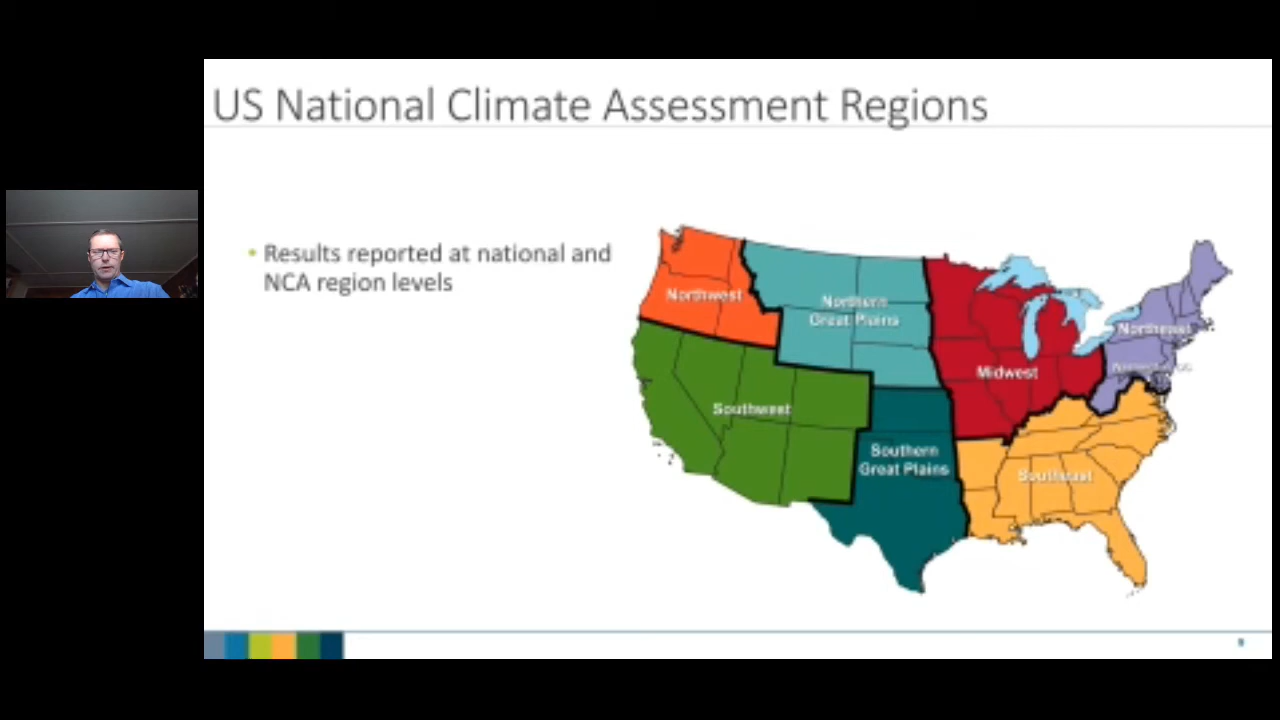 US National Climate Assessment Regions
• Results reported at national and
NCA region levels
Northwest
Northern
Great Plains
Northeast
Midwest
Southwest
Southern
Great Plains
Southeast